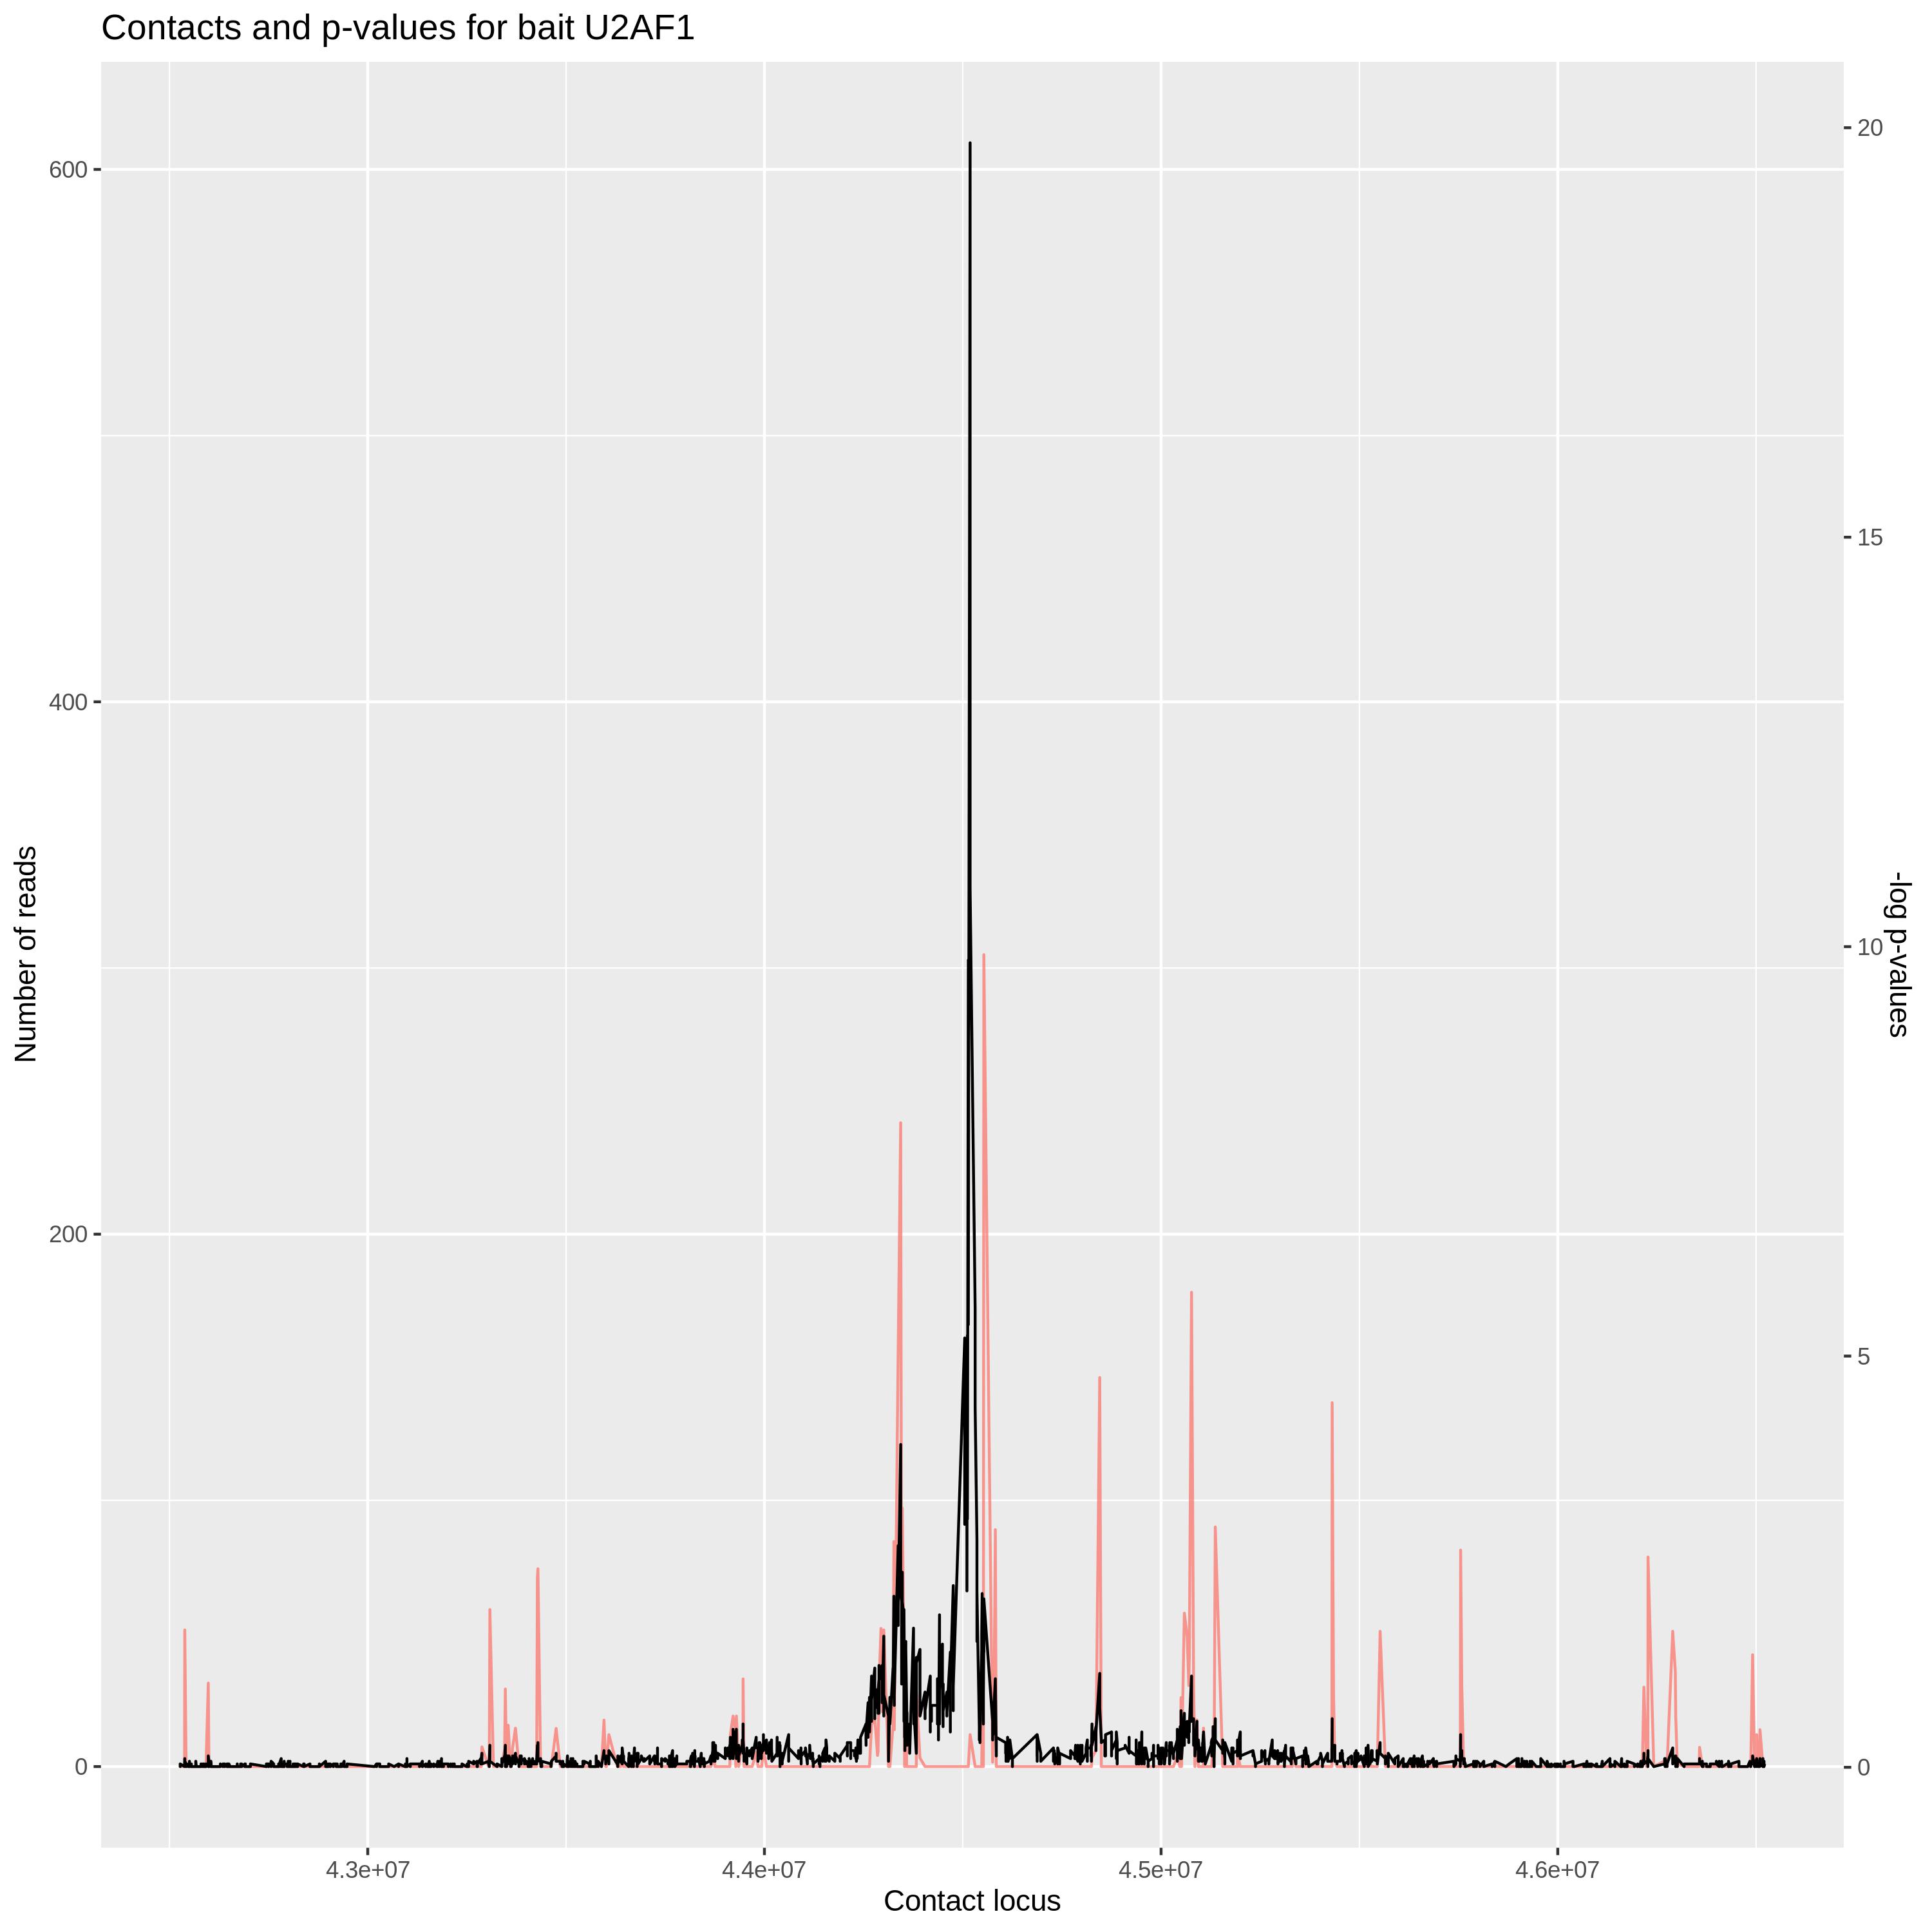 Contacts and p-values for bait U2AF1
600
400
200
0
20
15
10
5
0
Number of reads
-log p-values
4.3e+07
4.4e+07
4.5e+07
4.6e+07
Contact locus